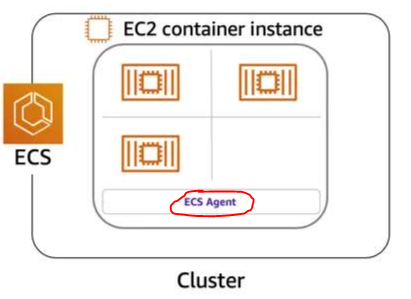 EC2 container instance
ECS
ECS Agent
Cluster